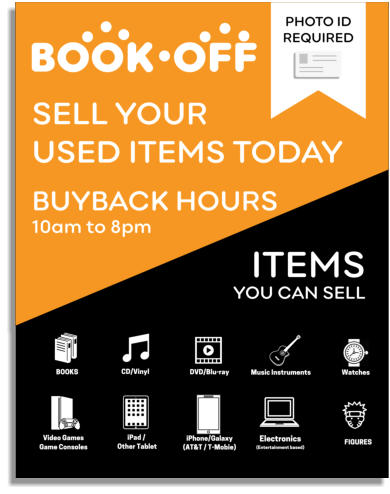 PHOTO ID
REQUIRED
BOOK·OFF
SELL YOUR
USED ITEMS TODAY
BUYBACK HOURS
10am to 8pm
ITEMS
YOU CAN SELL
BOOKS
CD/Vinyl
DVD/Blu-ray
Music Instruments
Watches
Video Games
Game Consoles
iPad /
Other Tablet
iPhone/Galaxy
(AT&T / T-Mobie)
Electronics
(Entertainment based)
FIGURES